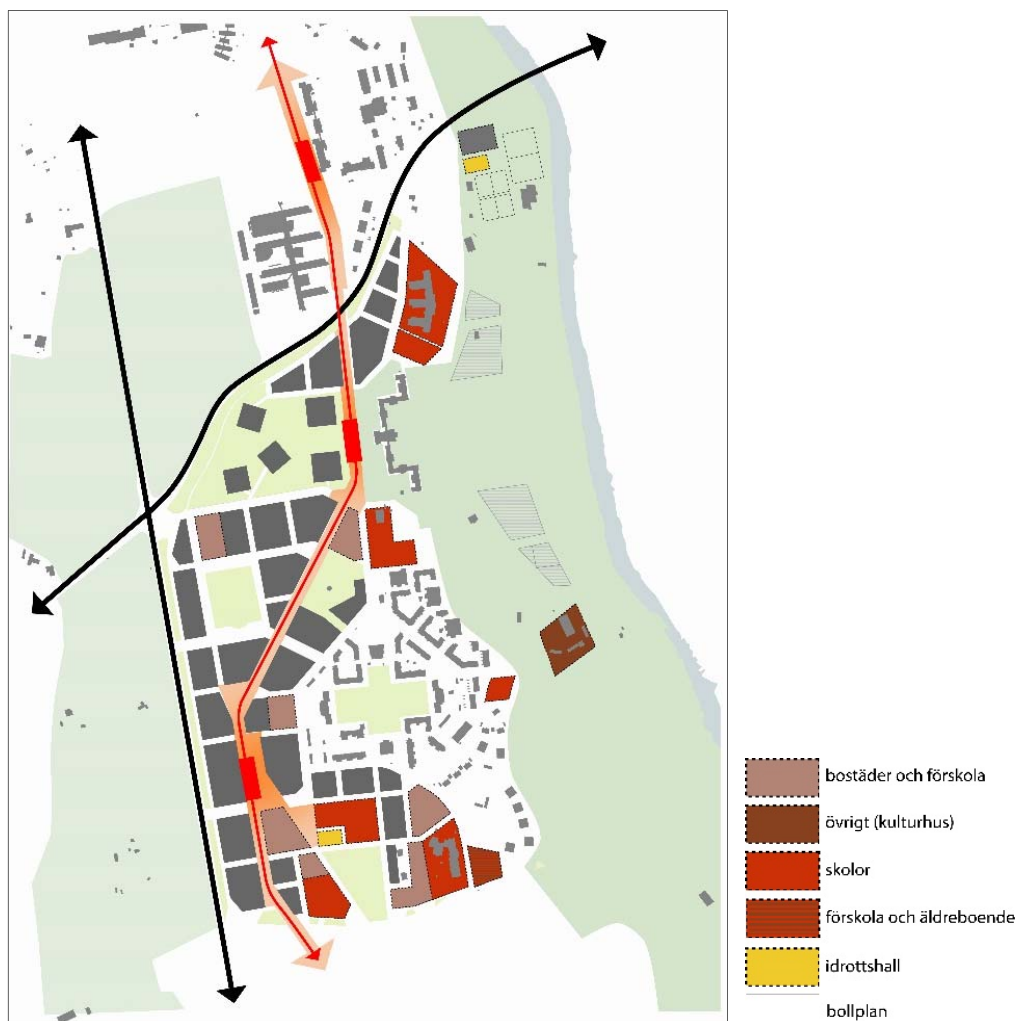 bostäder och förskola
övrigt (kulturhus)
skolor
förskola och äldreboende
idrottshall
bollplan